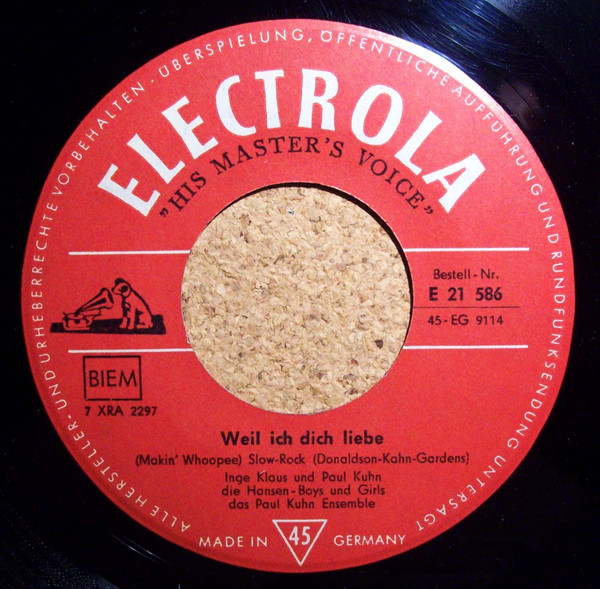 ALLE HERSTELLER- UND URHEBERRECHTE VORBEHALTEN · ÜBERSPIELUNG, ÖFFENTLICHE AUFFÜHRUNG UND RUNDFUNKSENDUNG UNTERSAGT
ELECTROLA
„HIS MASTER'S VOICE”
Bestell-Nr.
E 21 586
45-EG 9114
BIEM
7 XRA 2297
Weil ich dich liebe
(Makin' Whoopee) Slow-Rock (Donaldson-Kahn-Gardens)
Inge Klaus und Paul Kuhn
die Hansen-Boys und Girls
das Paul Kuhn Ensemble
MADE IN 45 GERMANY